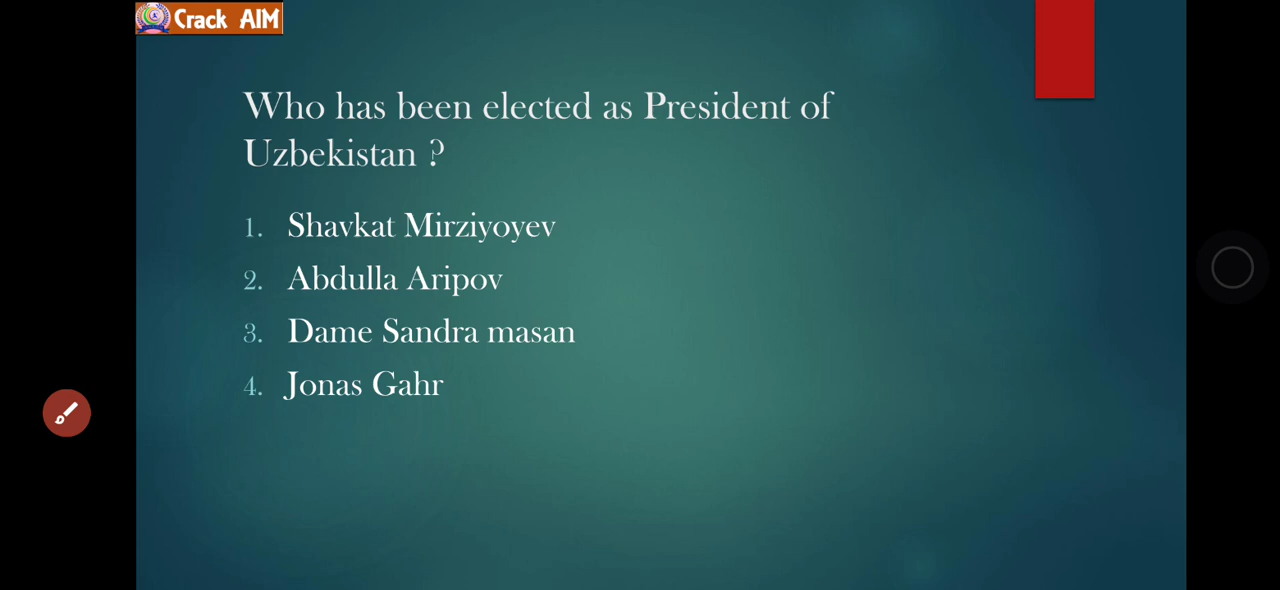 Crack AIM
Who has been elected as President of
Uzbekistan ?
1. Shavkat Mirziyoyev
2. Abdulla Aripov
3. Dame Sandra masan
4. Jonas Gahr